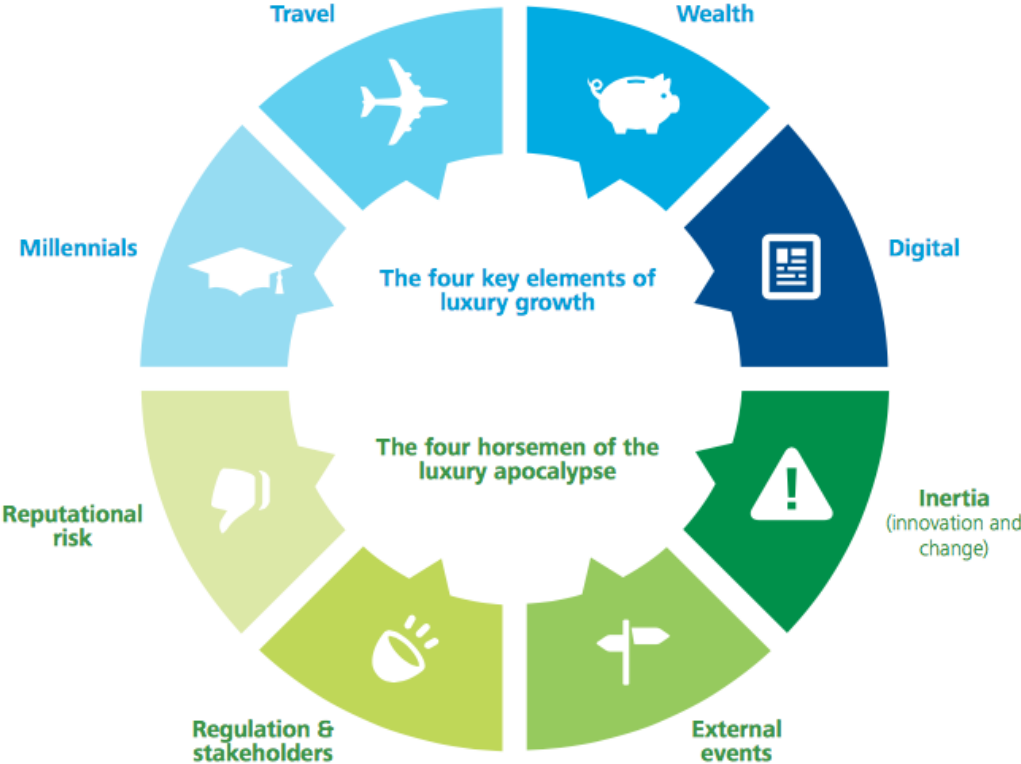 Travel
Wealth
Millennials
Digital
The four key elements of
luxury growth
The four horsemen of the
luxury apocalypse
Reputational
risk
Inertia
(innovation and
change)
Regulation &
stakeholders
External
events